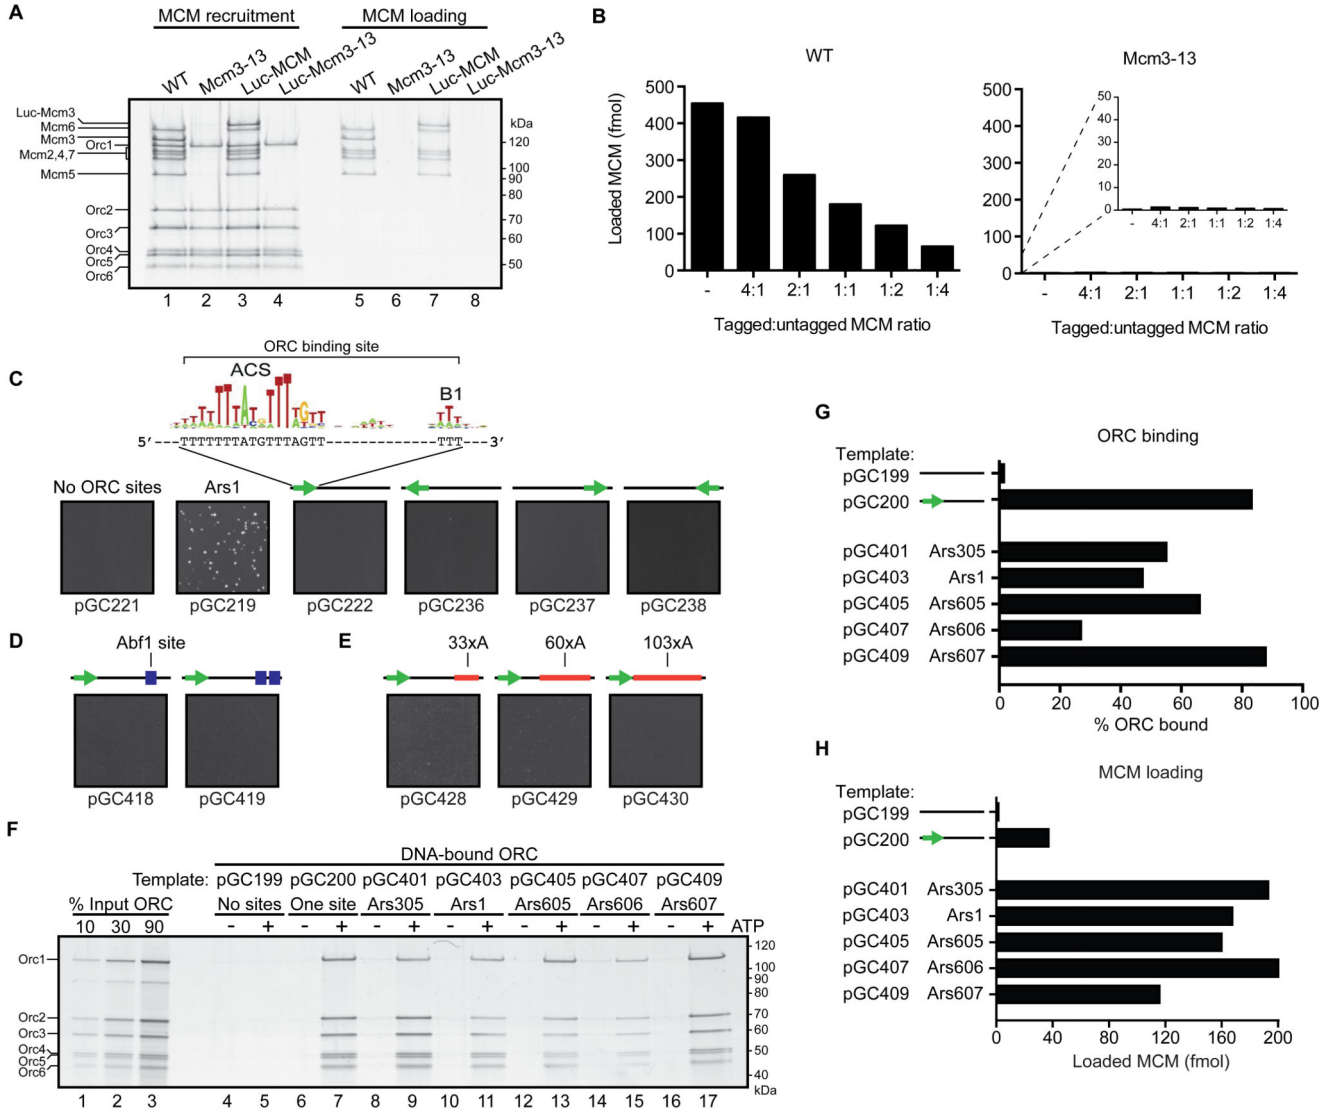 A
MCM recruitment
MCM loading
WT
Mcm3-13
Luc-MCM
Luc-Mcm3-13
WT
Mcm3-13
Luc-MCM
Luc-Mcm3-13
Luc-Mcm3
Mcm6
Mcm3
Orc1
Mcm2,4,7
Mcm5
Orc2
Orc3
Orc4
Orc5
Orc6
kDa
120
100
90
80
70
60
50
1 2 3 4 5 6 7 8
B
WT
Loaded MCM (fmol)
500
400
300
200
100
0
- 4:1 2:1 1:1 1:2 1:4
Tagged:untagged MCM ratio
Mcm3-13
500
400
300
200
100
0
50
40
30
20
10
0
- 4:1 2:1 1:1 1:2 1:4
- 4:1 2:1 1:1 1:2 1:4
Tagged:untagged MCM ratio
C
ORC binding site
ACS
B1
5′ ----TTTTTTTATGTTTAGTT---------------TTT----3′
No ORC sites
Ars1
pGC221
pGC219
pGC222
pGC236
pGC237
pGC238
D
Abf1 site
pGC418
pGC419
E
33xA
60xA
103xA
pGC428
pGC429
pGC430
F
DNA-bound ORC
Template: pGC199 pGC200 pGC401 pGC403 pGC405 pGC407 pGC409
% Input ORC No sites One site Ars305 Ars1 Ars605 Ars606 Ars607
10 30 90 - + - + - + - + - + - + - + ATP
Orc1
Orc2
Orc3
Orc4
Orc5
Orc6
120
100
90
80
70
60
50
40
kDa
1 2 3 4 5 6 7 8 9 10 11 12 13 14 15 16 17
G
ORC binding
Template:
pGC199
pGC200
pGC401 Ars305
pGC403 Ars1
pGC405 Ars605
pGC407 Ars606
pGC409 Ars607
0 20 40 60 80 100
% ORC bound
H
MCM loading
Template:
pGC199
pGC200
pGC401 Ars305
pGC403 Ars1
pGC405 Ars605
pGC407 Ars606
pGC409 Ars607
0 40 80 120 160 200
Loaded MCM (fmol)